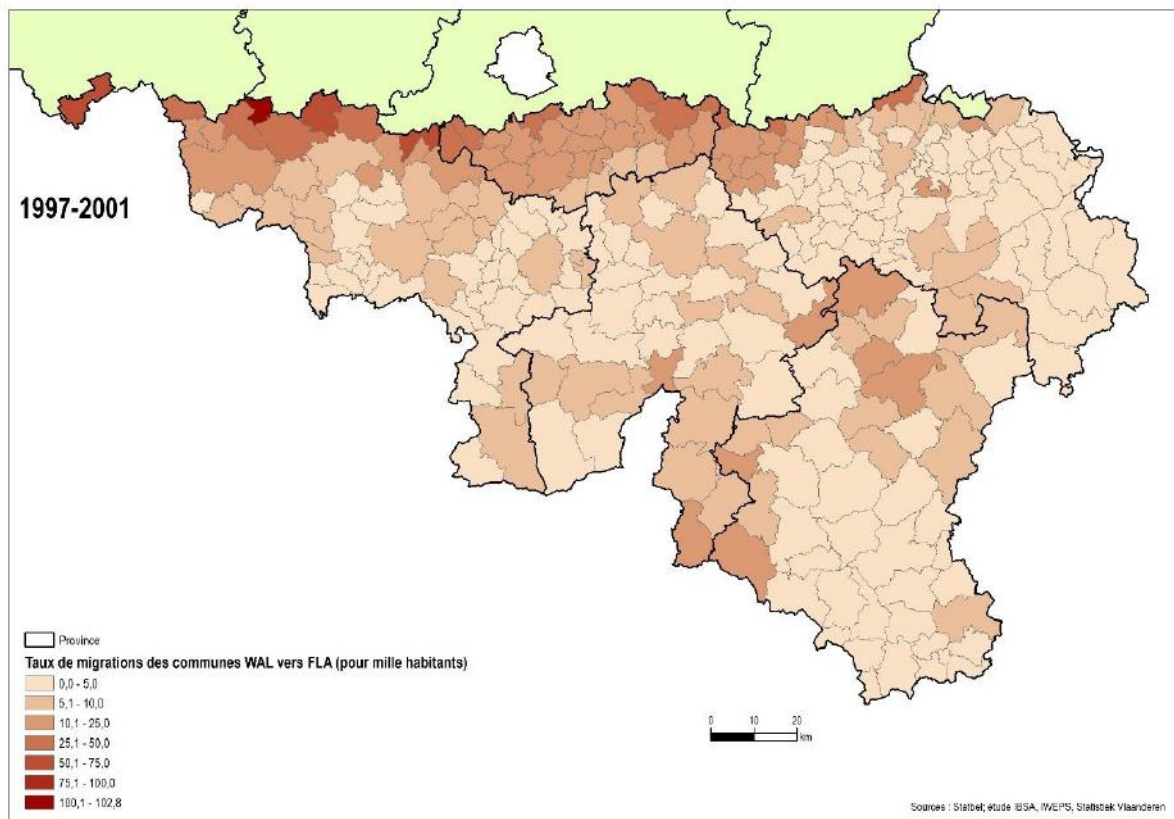 1997-2001
Province
Taux de migrations des communes WAL vers FLA (pour mille habitants)
0,0 - 5,0
5,1 - 10,0
10,1 - 25,0
25,1 - 50,0
50,1 - 75,0
75,1 - 100,0
100,1 - 102,8
0 10 20
km
Sources : Statbel; étude IBSA, IWEPS, Statistiek Vlaanderen